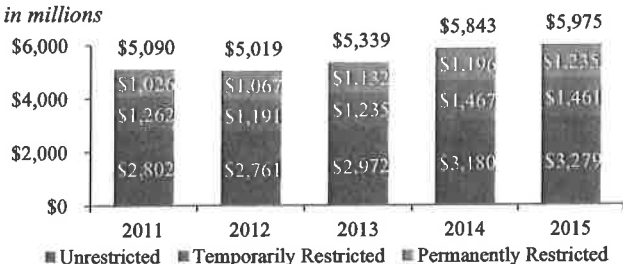 in millions
$5,090 $5,019 $5,339 $5,843 $5,975
$6,000
$1,026 $1,067 $1,132 $1,196 $1,235
$4,000
$1,262 $1,191 $1,235 $1,467 $1,461
$2,000
$2,802 $2,761 $2,972 $3,180 $3,279
$0
2011 2012 2013 2014 2015
Unrestricted Temporarily Restricted Permanently Restricted